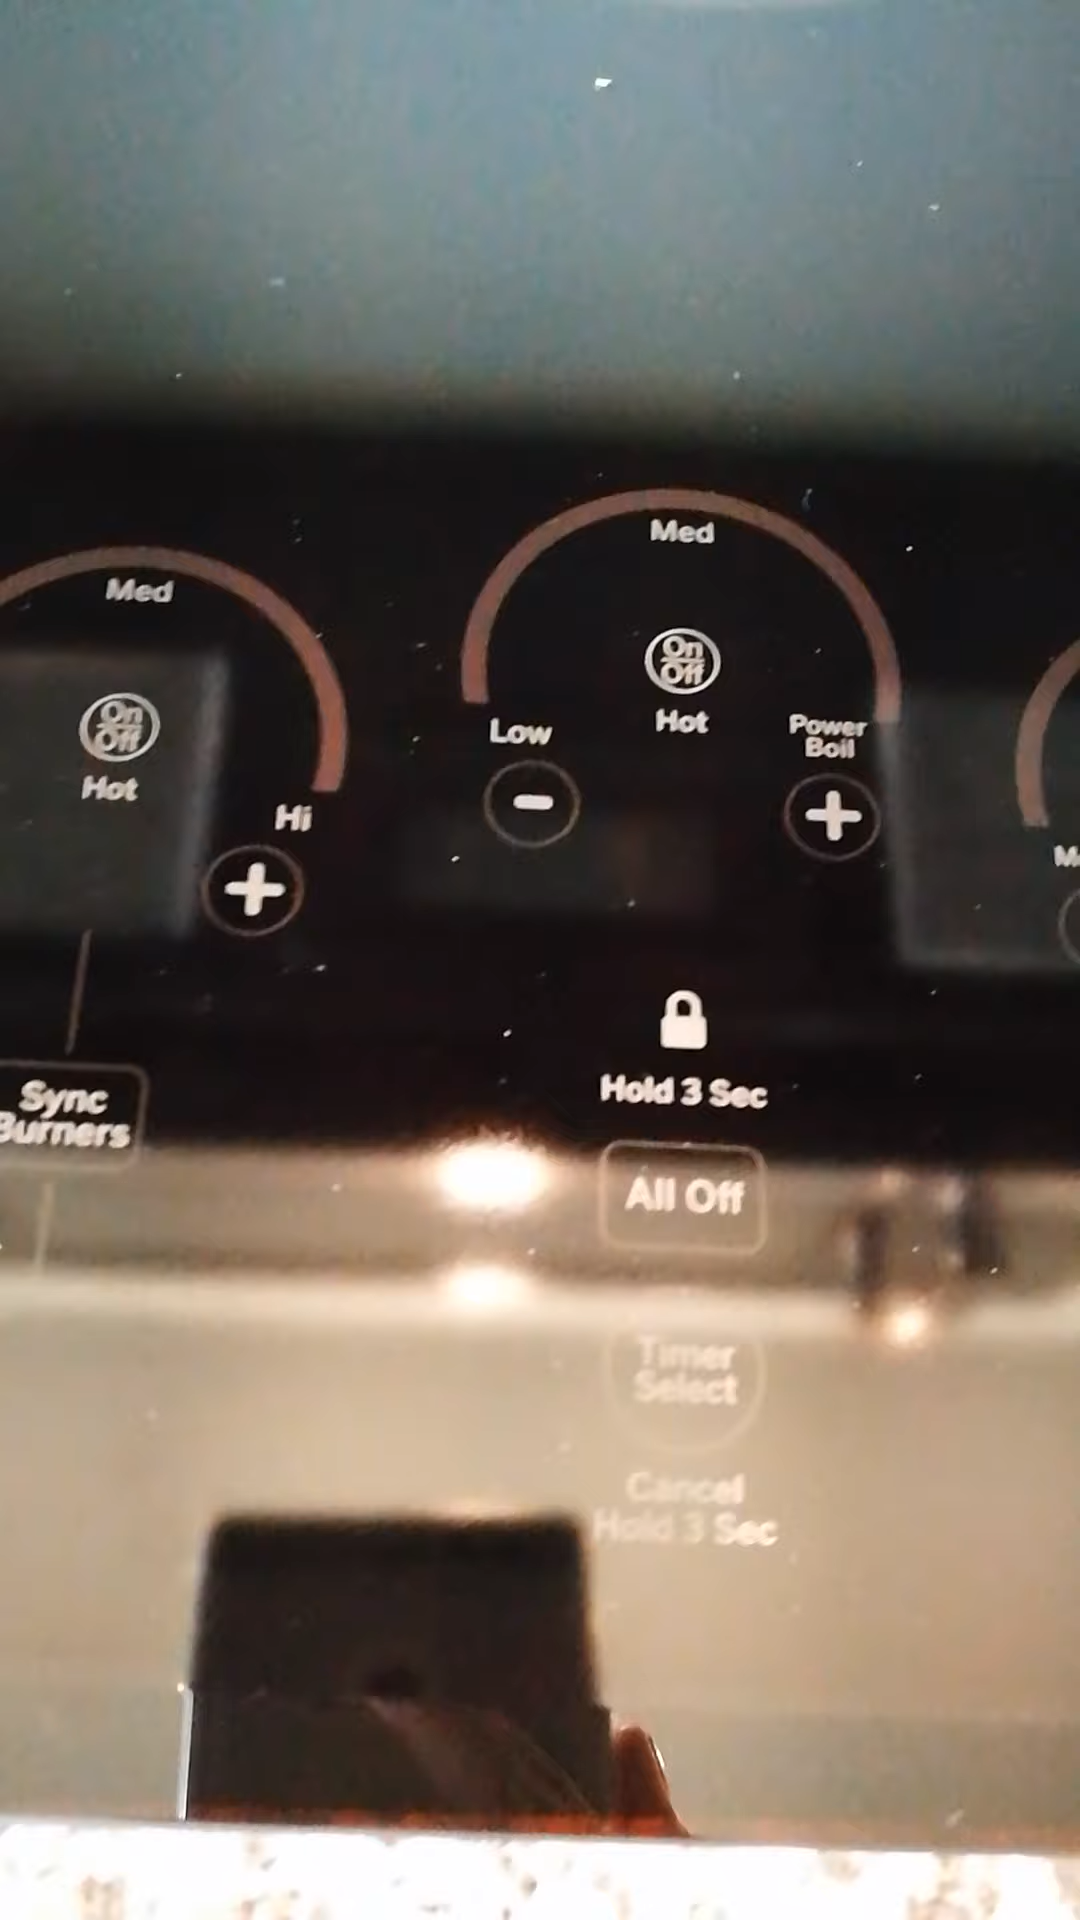 Med
Med
On
Off
Hot
Low
Power
Boil
On
Off
Hot
Hi
Hold 3 Sec
Sync
Burners
All Off
Timer
Select
Cancel
Hold 3 Sec